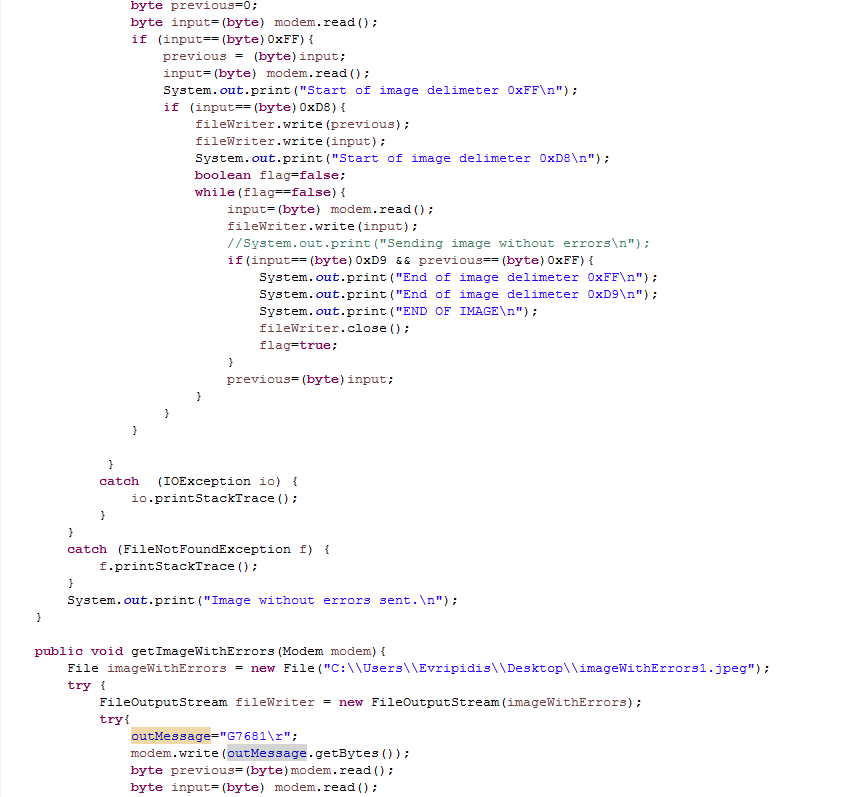 byte previous=0;
byte input=(byte) modem.read();
if (input==(byte)0xFF){
previous = (byte)input;
input=(byte) modem.read();
System.out.print("Start of image delimeter 0xFF\n");
if (input==(byte)0xD8){
fileWriter.write(previous);
fileWriter.write(input);
System.out.print("Start of image delimeter 0xD8\n");
boolean flag=false;
while(flag==false){
input=(byte) modem.read();
fileWriter.write(input);
//System.out.print("Sending image without errors\n");
if(input==(byte)0xD9 && previous==(byte)0xFF){
System.out.print("End of image delimeter 0xFF\n");
System.out.print("End of image delimeter 0xD9\n");
System.out.print("END OF IMAGE\n");
fileWriter.close();
flag=true;
}
previous=(byte)input;
}
}
}
}
catch  (IOException io) {
io.printStackTrace();
}
}
catch (FileNotFoundException f) {
f.printStackTrace();
}
System.out.print("Image without errors sent.\n");
}
public void getImageWithErrors(Modem modem){
File imageWithErrors = new File("C:\\Users\\Evripidis\\Desktop\\imageWithErrors1.jpeg");
try {
FileOutputStream fileWriter = new FileOutputStream(imageWithErrors);
try{
outMessage="G7681\r";
modem.write(outMessage.getBytes());
byte previous=(byte)modem.read();
byte input=(byte) modem.read();